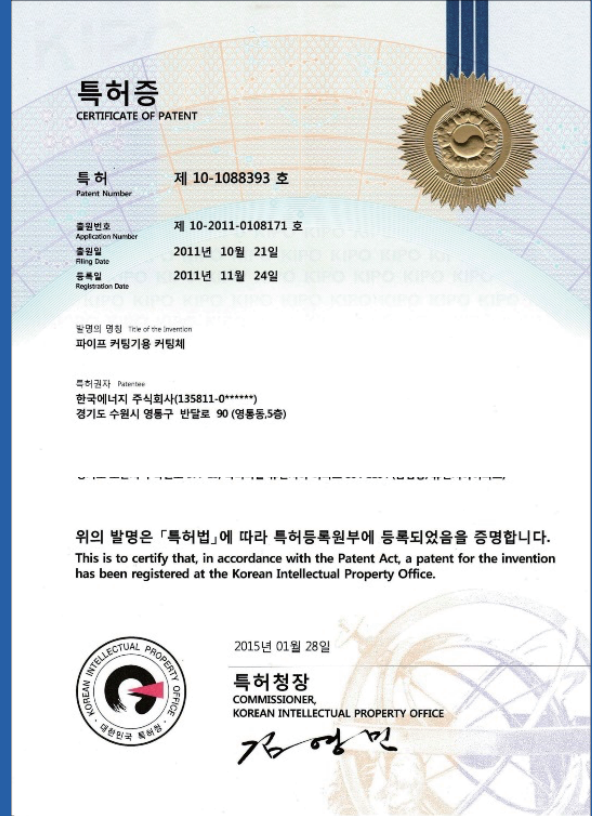 특허증
CERTIFICATE OF PATENT
특 허 제 10-1088393 호
Patent Number
출원번호 제 10-2011-0108171 호
Application Number
출원일 2011년 10월 21일
Filing Date
등록일 2011년 11월 24일
Registration Date
발명의 명칭 Title of the Invention
파이프 커팅기용 커팅체
특허권자 Patentee
한국에너지 주식회사(135811-0******)
경기도 수원시 영통구 반달로 90 (영통동,5층)
위의 발명은 「특허법」에 따라 특허등록원부에 등록되었음을 증명합니다.
This is to certify that, in accordance with the Patent Act, a patent for the invention
has been registered at the Korean Intellectual Property Office.
2015년 01월 28일
특허청장
COMMISSIONER,
KOREAN INTELLECTUAL PROPERTY OFFICE
김영민
KOREAN INTELLECTUAL PROPERTY OFFICE
대한민국 특허청